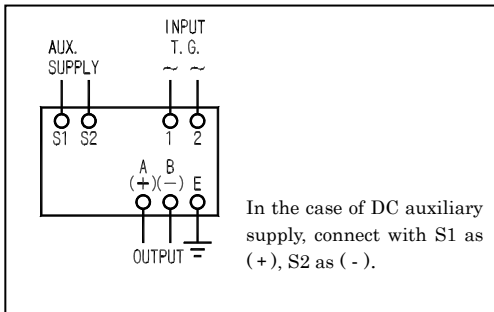 INPUT
AUX. T. G.
SUPPLY ~ ~
S1 S2 1 2
A B
(+)(−) E
OUTPUT
In the case of DC auxiliary
supply, connect with S1 as
(+), S2 as ( - ).